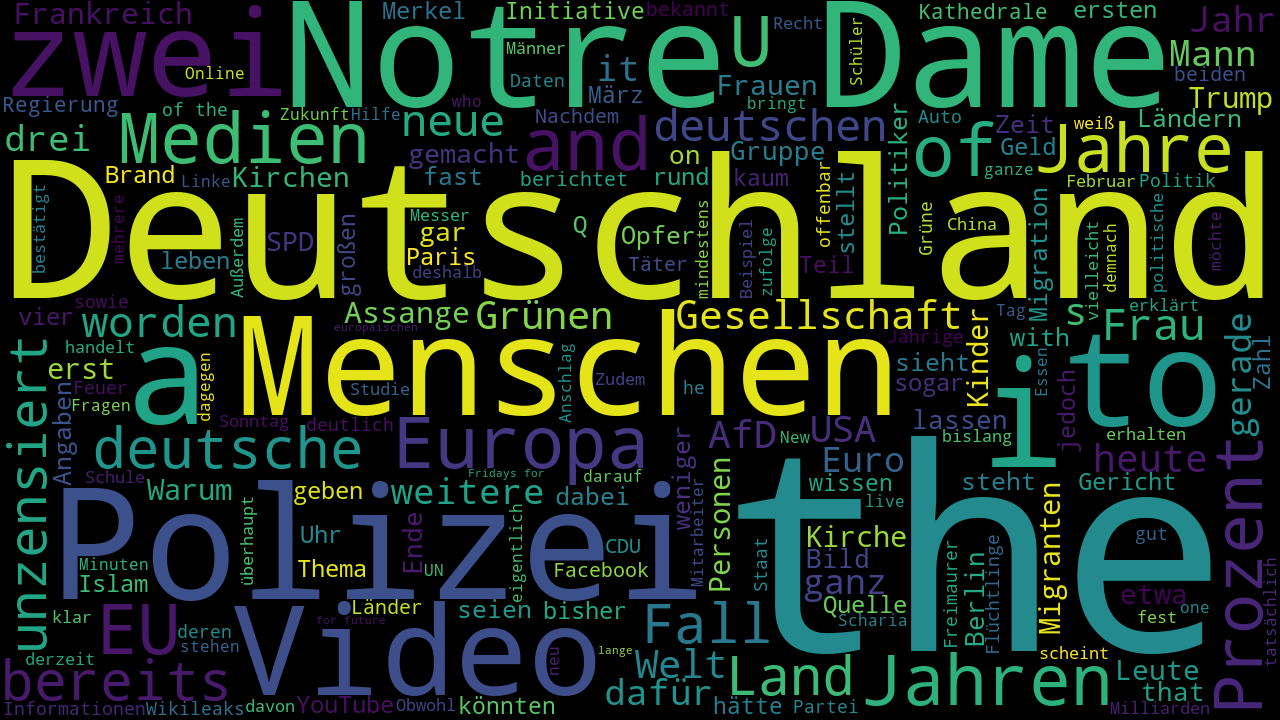 Frankreich
zwei
Notre Dame
Merkel
Initiative
bekannt
Männer
U
Recht
Kathedrale
ersten
Jahr
Mann
Schüler
Online
Daten
it
März
Frauen
bringt
beiden
Trump
Regierung
of the
Zukunft
Hilfe
who
Nachdem
deutschen
Auto
Zeit
weiß
Ländern
drei
Medien
neue
and
on
Gruppe
Politiker
of
Geld
ganze
Jahre
gemacht
Brand
Linke
Kirchen
fast
berichtet
rund
kaum
offenbar
stellt
Februar
Politik
Deutschland
bestätigt
mehrere
leben
Außerdem
SPD
großen
Messer
gar
Paris
deshalb
Q
Opfer
Täter
mindestens
Beispiel
zufolge
Teil
Grüne
China
Migration
vielleicht
demnach
politische
möchte
sowie
vier
worden
Assange
Grünen
Gesellschaft
europäischen
Jährige
Kinder
Tag
s
erklärt
Frau
with
handelt
erst
Feuer
Fragen
a
dagegen
Menschen
Studie
Anschlag
Zudem
he
sieht
sogar
i
Essen
to
jedoch
gerade
Zahl
unzensiert
Angaben
Sonntag
deutlich
lassen
bislang
erhalten
deutsche
Europa
AfD
New
USA
Euro
heute
Schule
Warum
Fridays for
darauf
weniger
wissen
steht
Gericht
Prozent
geben
weitere
dabei
Mitarbeiter
Personen
live
the
Polizei
überhaupt
Uhr
Ende
eigentlich
CDU
Staat
Kirche
gut
Minuten
Islam
Thema
UN
Facebook
Bild
ganz
Freimaurer
Berlin
Flüchtlinge
Migranten
etwa
one
tatsächlich
klar
EU
Länder
for future
seien
bisher
Fall
Quelle
Scharia
fest
deren
stehen
Video
lange
scheint
derzeit
bereits
neu
Welt
Land
Jahren
Leute
that
dafür
Informationen
Wikileaks
davon
YouTube
Obwohl
könnten
hätte
Partei
Milliarden